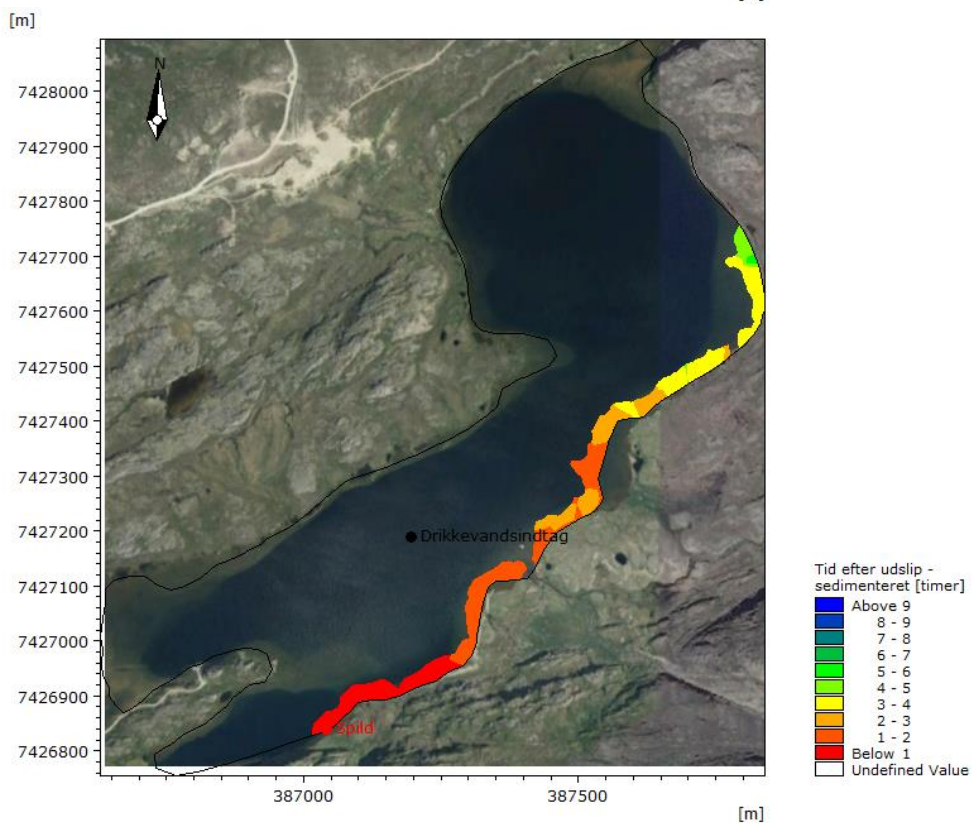 [m]
N
7428000
7427900
7427800
7427700
7427600
7427500
7427400
7427300
7427200
7427100
7427000
7426900
7426800
Drikkevandsindtag
Spild
387000
387500
[m]
Tid efter udslip -
sedimenteret [timer]
Above 9
8 - 9
7 - 8
6 - 7
5 - 6
4 - 5
3 - 4
2 - 3
1 - 2
Below 1
Undefined Value